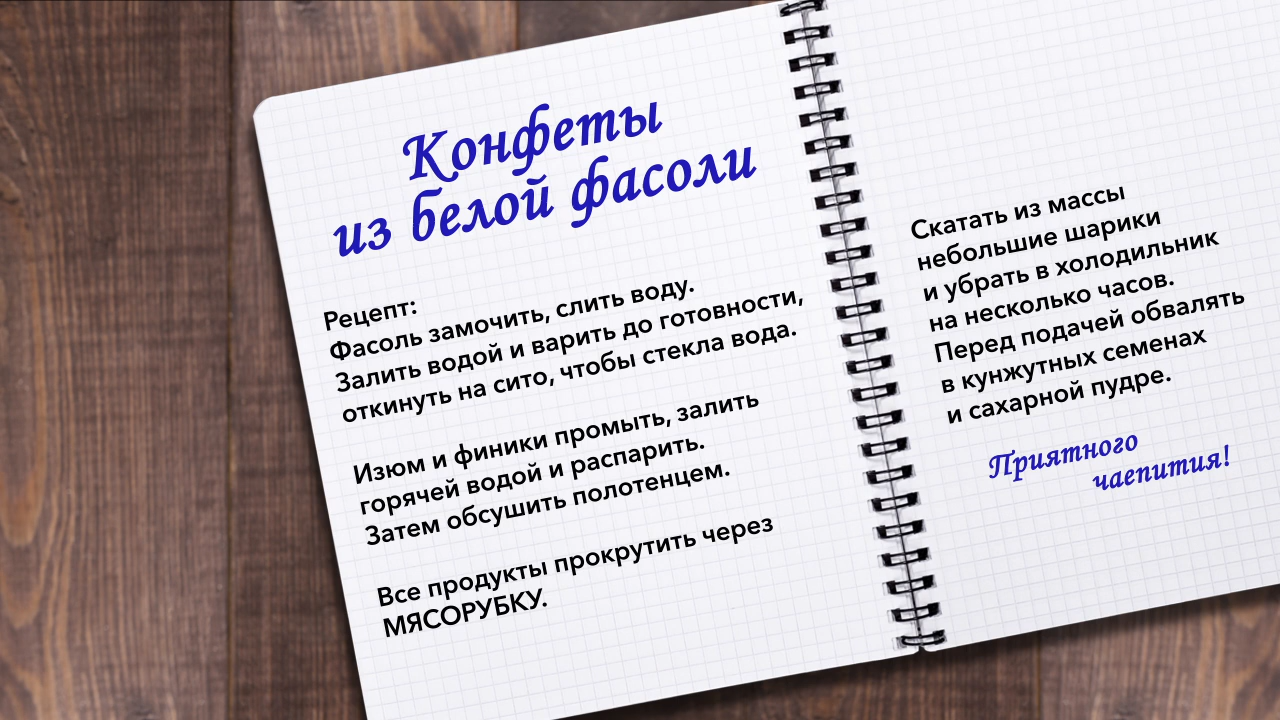 Конфеты
из белой фасоли
Рецепт:
Фасоль замочить, слить воду.
Залить водой и варить до готовности,
откинуть на сито, чтобы стекла вода.
Изюм и финики промыть, залить
горячей водой и распарить.
Затем обсушить полотенцем.
Все продукты прокрутить через
МЯСОРУБКУ.
Скатать из массы
небольшие шарики
и убрать в холодильник
на несколько часов.
Перед подачей обвалять
в кунжутных семенах
и сахарной пудре.
Приятного
чаепития!